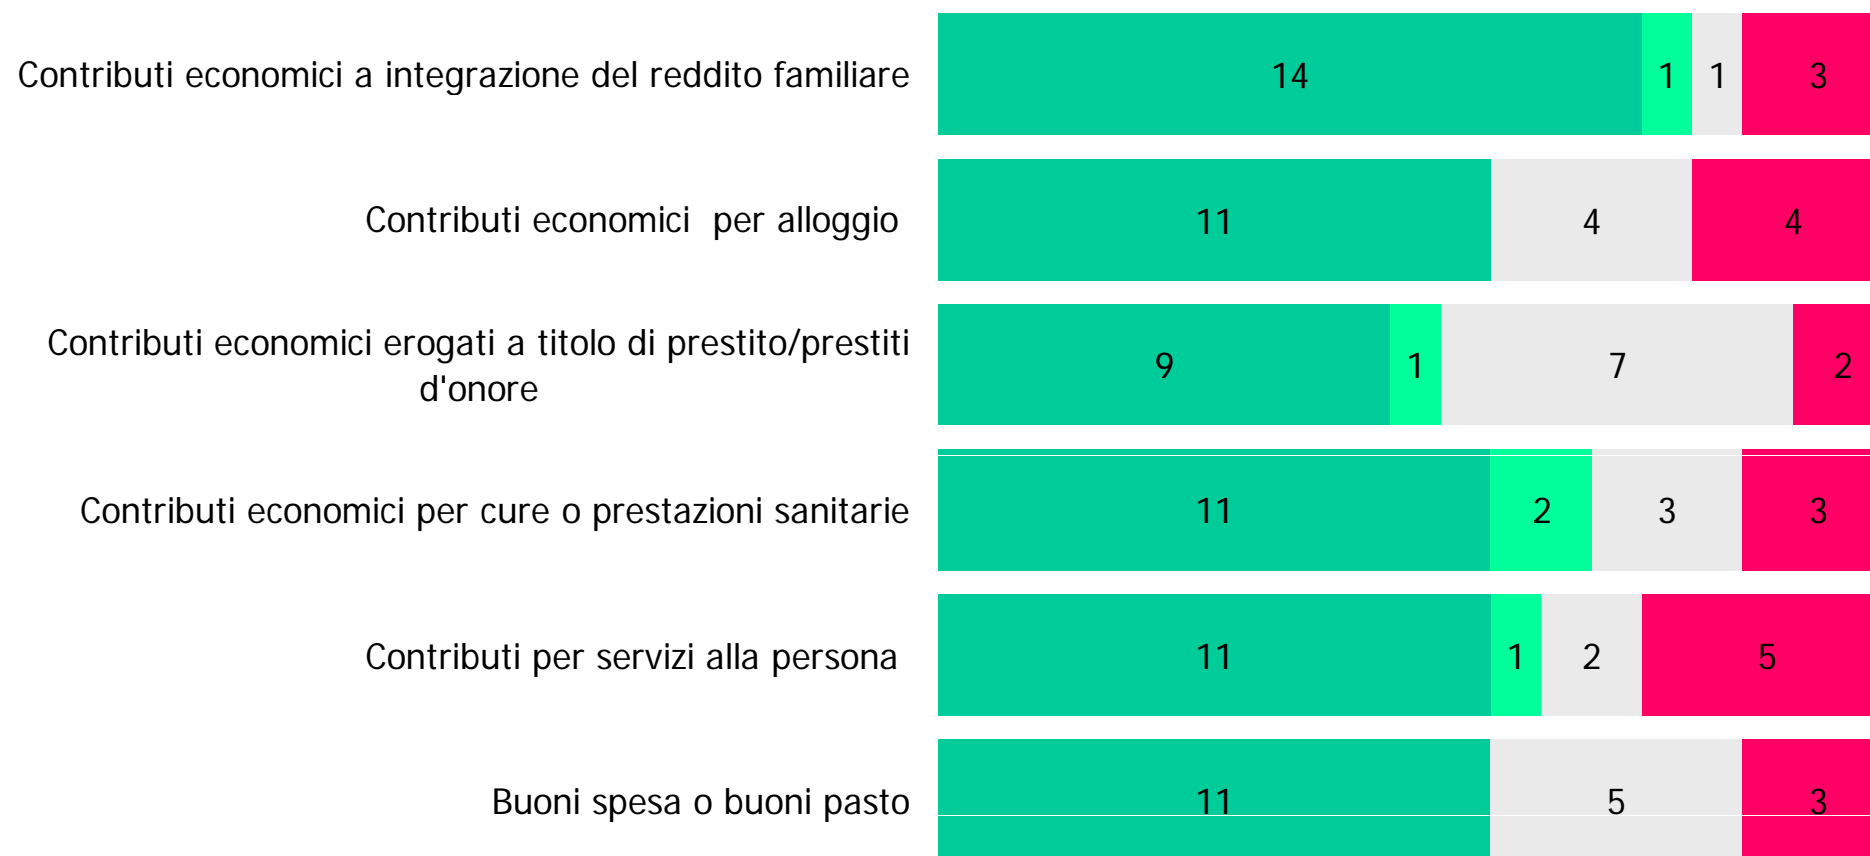 Contributi economici a integrazione del reddito familiare 14 1 1 3
Contributi economici per alloggio 11 4 4
Contributi economici erogati a titolo di prestito/prestiti
d'onore 9 1 7 2
Contributi economici per cure o prestazioni sanitarie 11 2 3 3
Contributi per servizi alla persona 11 1 2 5
Buoni spesa o buoni pasto 11 5 3